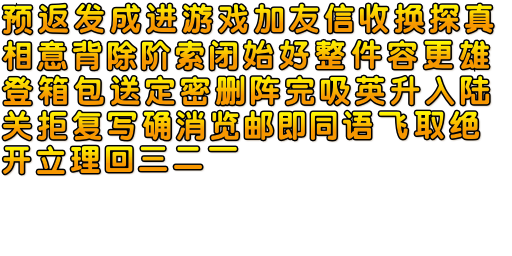 预返发成进游戏加友信收换探真
相意背除阶索闭始好整件容更雄
登箱包送定密删阵完吸英升入陆
关拒复写确消览邮即同语飞取绝
开立理回三二一